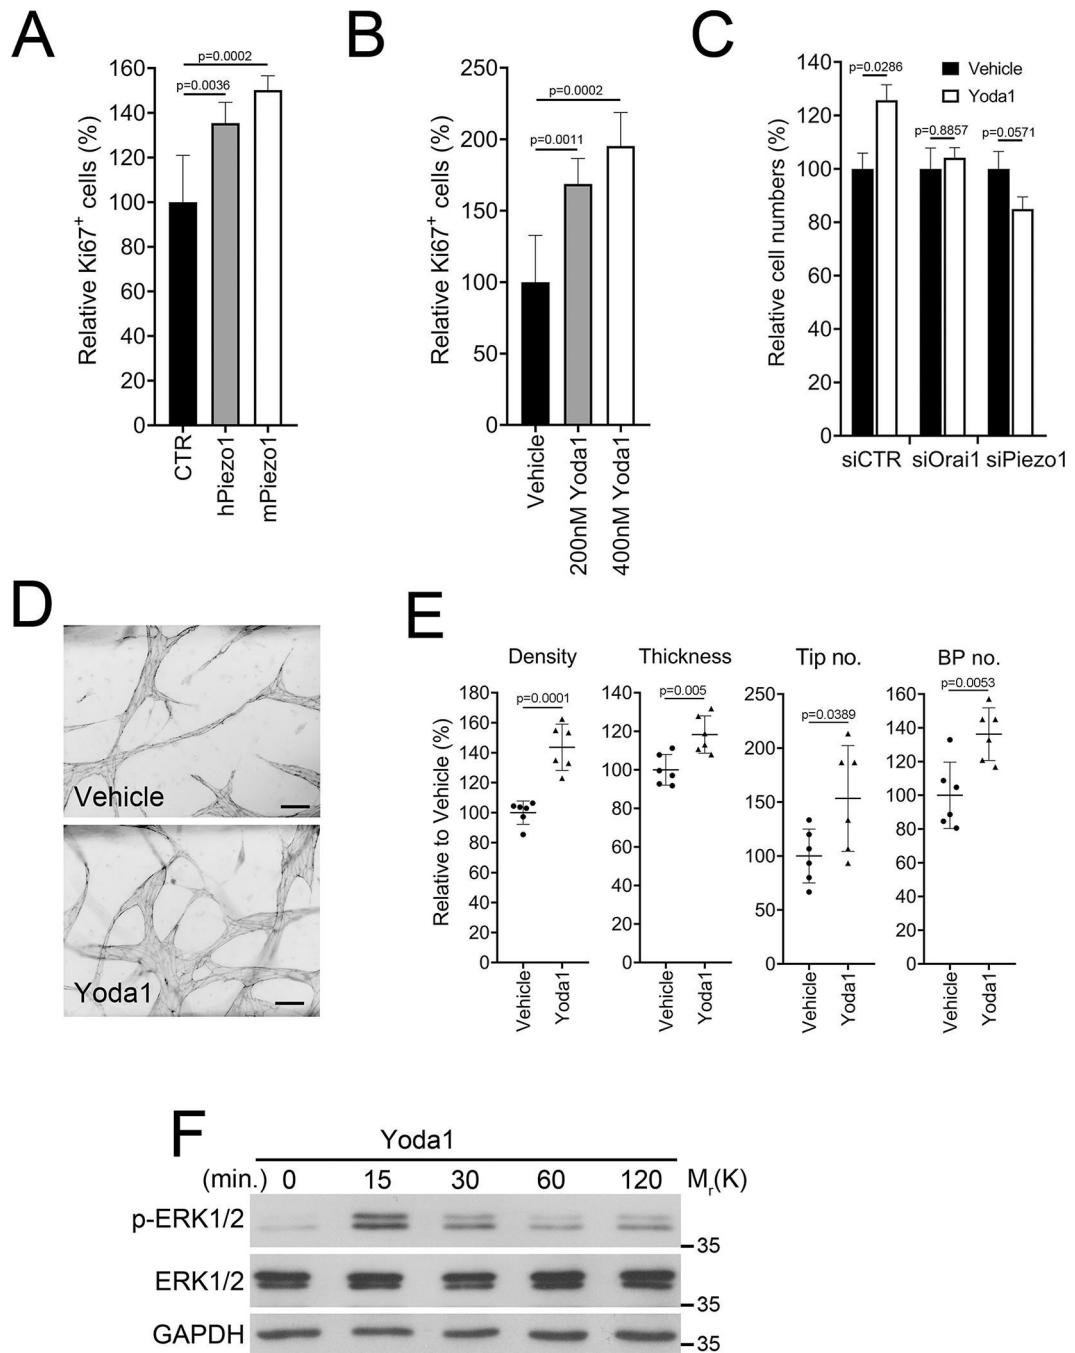 A
p=0.0002
p=0.0036
Relative Ki67+ cells (%)
160
140
120
100
80
60
40
20
0
CTR
hPiezo1
mPiezo1
B
p=0.0002
p=0.0011
Relative Ki67+ cells (%)
250
200
150
100
50
0
Vehicle
200nM Yoda1
400nM Yoda1
C
Vehicle
Yoda1
p=0.0286
p=0.8857
p=0.0571
Relative cell numbers (%)
140
120
100
80
60
40
20
0
siCTR siOrai1 siPiezo1
D
Vehicle
Yoda1
E
Relative to Vehicle (%)
Density
p=0.0001
180
160
140
120
100
80
60
40
20
0
Vehicle
Yoda1
Thickness
p=0.005
140
120
100
80
60
40
20
0
Vehicle
Yoda1
Tip no.
p=0.0389
250
200
150
100
50
0
Vehicle
Yoda1
BP no.
p=0.0053
160
140
120
100
80
60
40
20
0
Vehicle
Yoda1
F
Yoda1
(min.) 0 15 30 60 120 Mr(K)
p-ERK1/2
35
ERK1/2
35
GAPDH
35